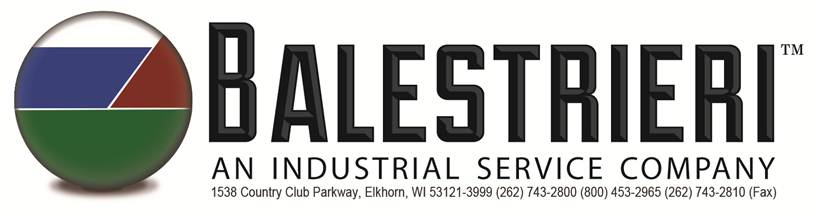 BALESTRIERI™
AN INDUSTRIAL SERVICE COMPANY
1538 Country Club Parkway, Elkhorn, WI 53121-3999 (262) 743-2800 (800) 453-2965 (262) 743-2810 (Fax)